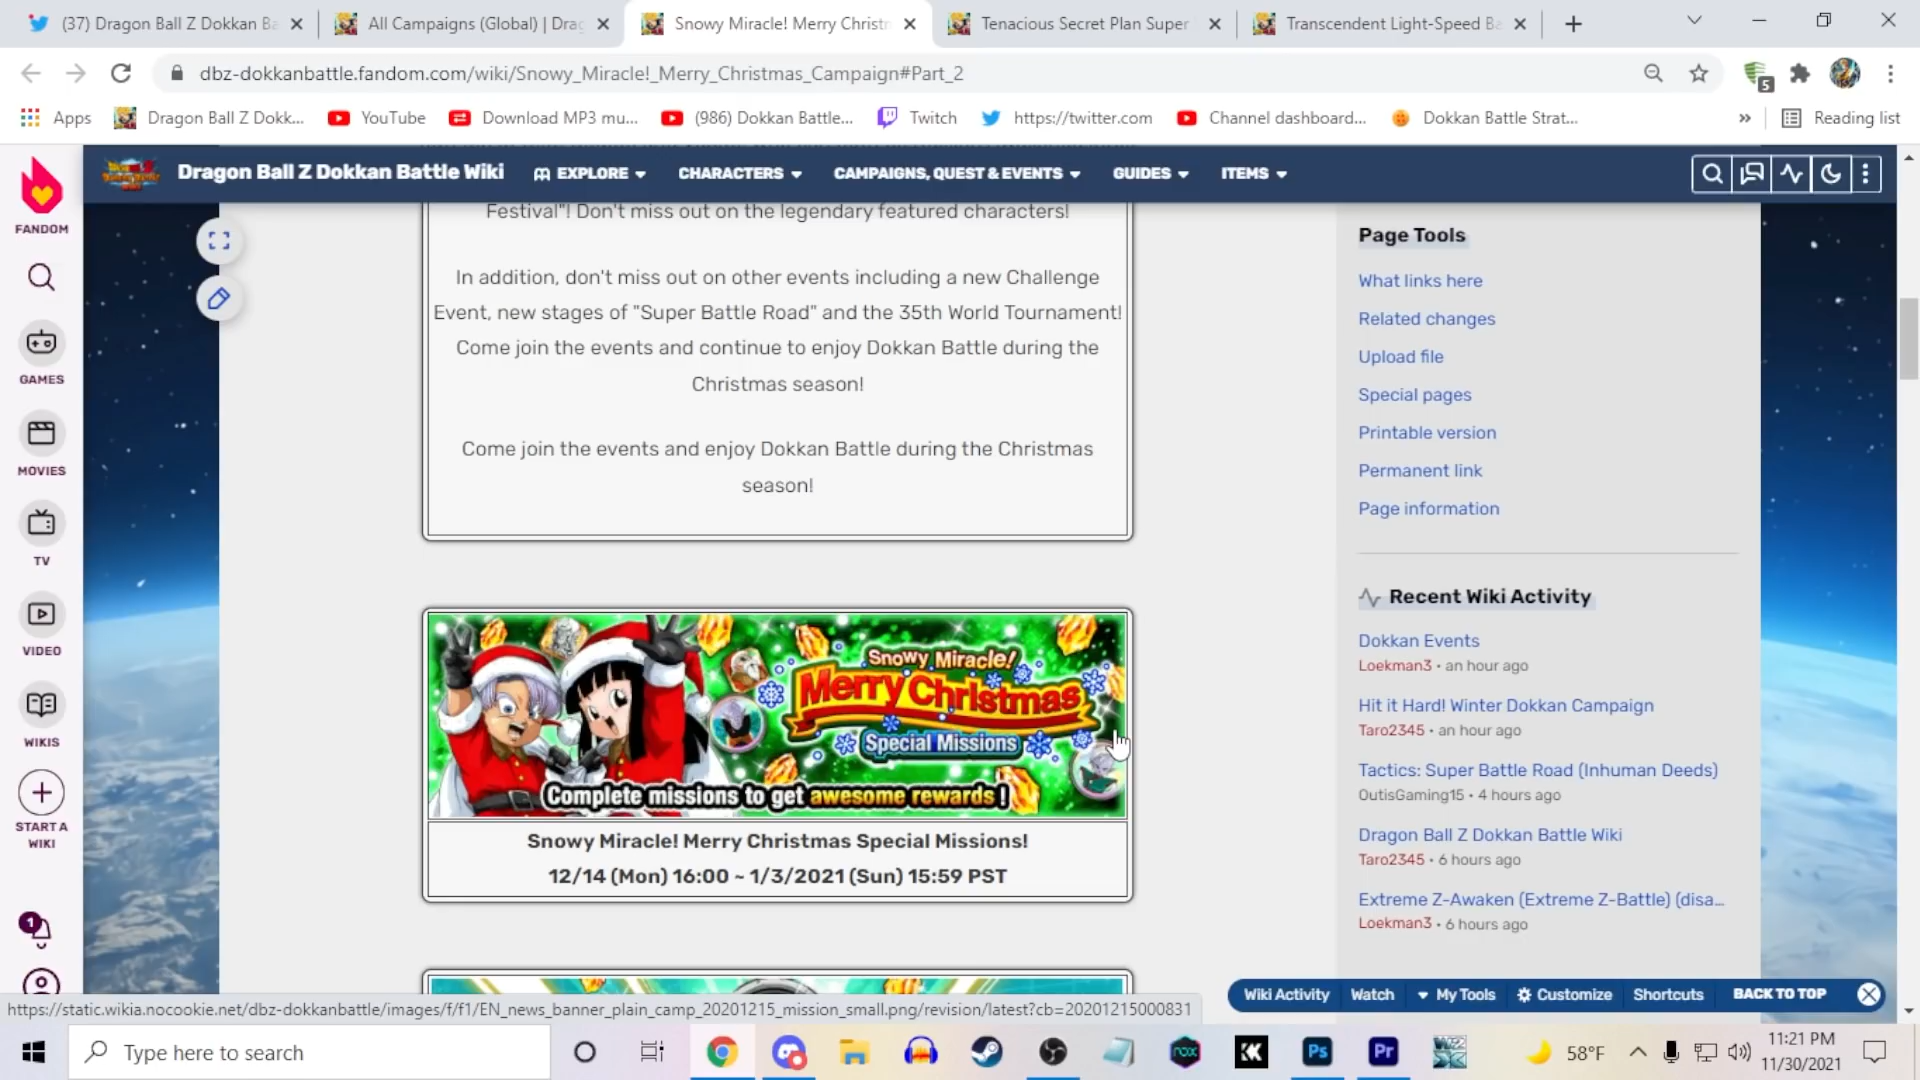 (37) Dragon Ball Z Dokkan Ba
All Campaigns (Global) | Drag
Snowy Miracle! Merry Christm
Tenacious Secret Plan Super
Transcendent Light-Speed Ba
dbz-dokkanbattle.fandom.com/wiki/Snowy_Miracle!_Merry_Christmas_Campaign#Part_2
5
Apps
Dragon Ball Z Dokk...
YouTube
Download MP3 mu...
(986) Dokkan Battle...
Twitch
https://twitter.com
Channel dashboard...
Dokkan Battle Strat...
»
Reading list
Dragon Ball Z Dokkan Battle Wiki
EXPLORE
CHARACTERS
CAMPAIGNS, QUEST & EVENTS
GUIDES
ITEMS
FANDOM
GAMES
MOVIES
TV
VIDEO
WIKIS
START A
WIKI
1
Festival"! Don't miss out on the legendary featured characters!
In addition, don't miss out on other events including a new Challenge
Event, new stages of "Super Battle Road" and the 35th World Tournament!
Come join the events and continue to enjoy Dokkan Battle during the
Christmas season!
Come join the events and enjoy Dokkan Battle during the Christmas
season!
Snowy Miracle!
Merry Christmas
Special Missions
Complete missions to get awesome rewards!
Snowy Miracle! Merry Christmas Special Missions!
12/14 (Mon) 16:00 ~ 1/3/2021 (Sun) 15:59 PST
Page Tools
What links here
Related changes
Upload file
Special pages
Printable version
Permanent link
Page information
Recent Wiki Activity
Dokkan Events
Loekman3 • an hour ago
Hit it Hard! Winter Dokkan Campaign
Taro2345 • an hour ago
Tactics: Super Battle Road (Inhuman Deeds)
OutisGaming15 • 4 hours ago
Dragon Ball Z Dokkan Battle Wiki
Taro2345 • 6 hours ago
Extreme Z-Awaken (Extreme Z-Battle) (disa...
Loekman3 • 6 hours ago
Wiki Activity
Watch
My Tools
Customize
Shortcuts
BACK TO TOP
https://static.wikia.nocookie.net/dbz-dokkanbattle/images/f/f1/EN_news_banner_plain_camp_20201215_mission_small.png/revision/latest?cb=20201215000831
Type here to search
nox
Ps
Pr
58°F
11:21 PM
11/30/2021